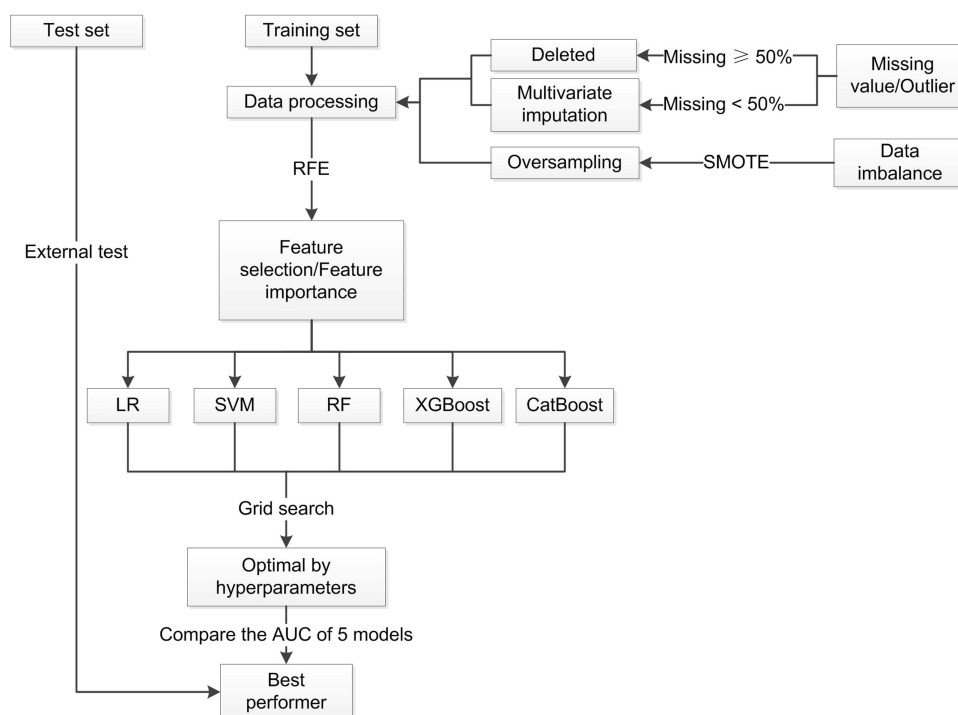 Test set
Training set
Deleted
Missing ≥ 50%
Missing
value/Outlier
Data processing
Multivariate
imputation
Missing < 50%
RFE
Oversampling
SMOTE
Data
imbalance
External test
Feature
selection/Feature
importance
LR
SVM
RF
XGBoost
CatBoost
Grid search
Optimal by
hyperparameters
Compare the AUC of 5 models
Best
performer